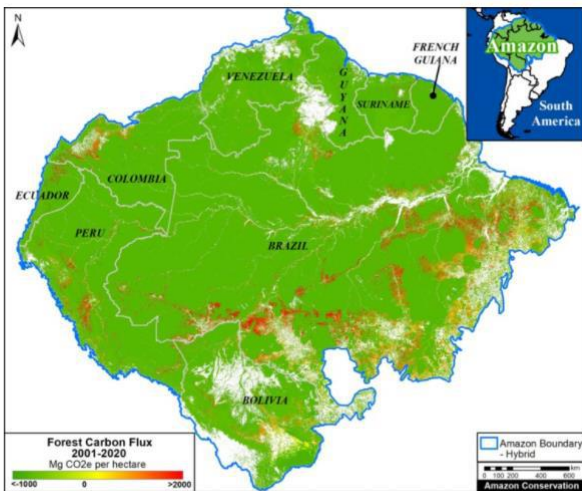 N
Amazon
South
America
FRENCH
GUIANA
VENEZUELA
GUYANA
SURINAME
COLOMBIA
ECUADOR
PERU
BRAZIL
BOLIVIA
Forest Carbon Flux
2001-2020
Mg CO2e per hectare
<-1000 0 >2000
Amazon Boundary
- Hybrid
0 100 200 400 600
km
Amazon Conservation